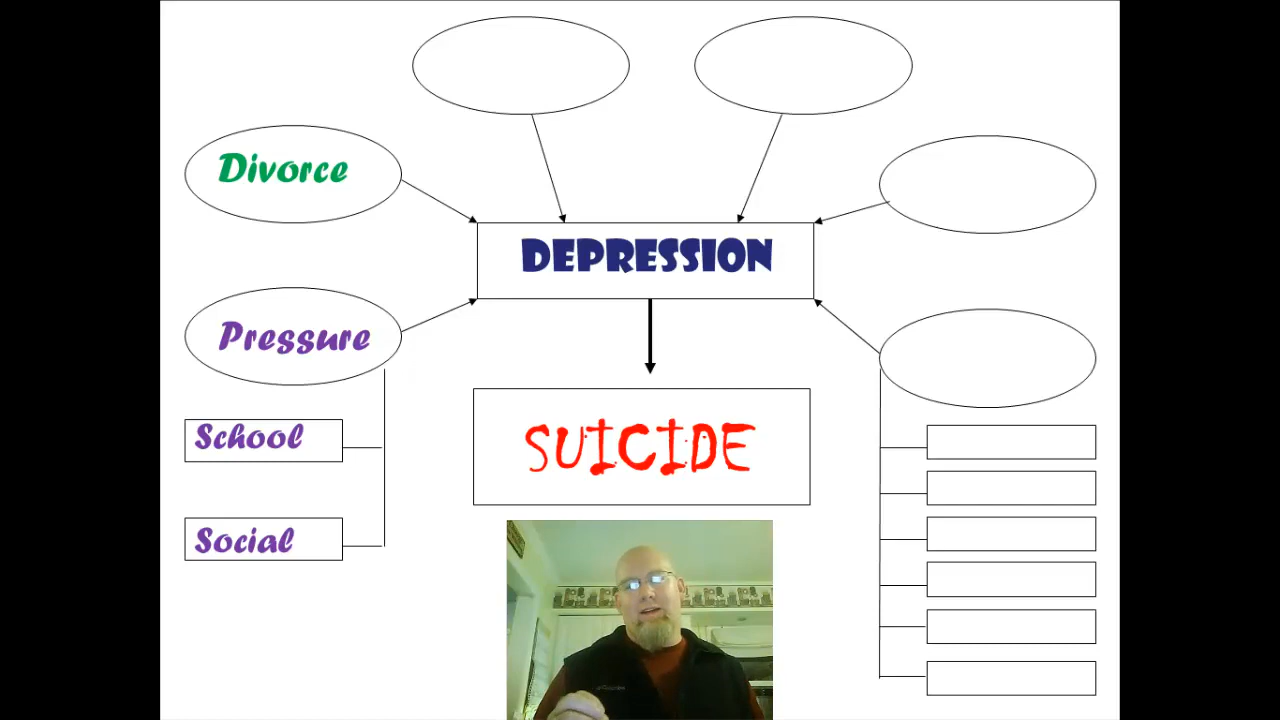 Divorce
DEPRESSION
Pressure
School
SUICIDE
Social